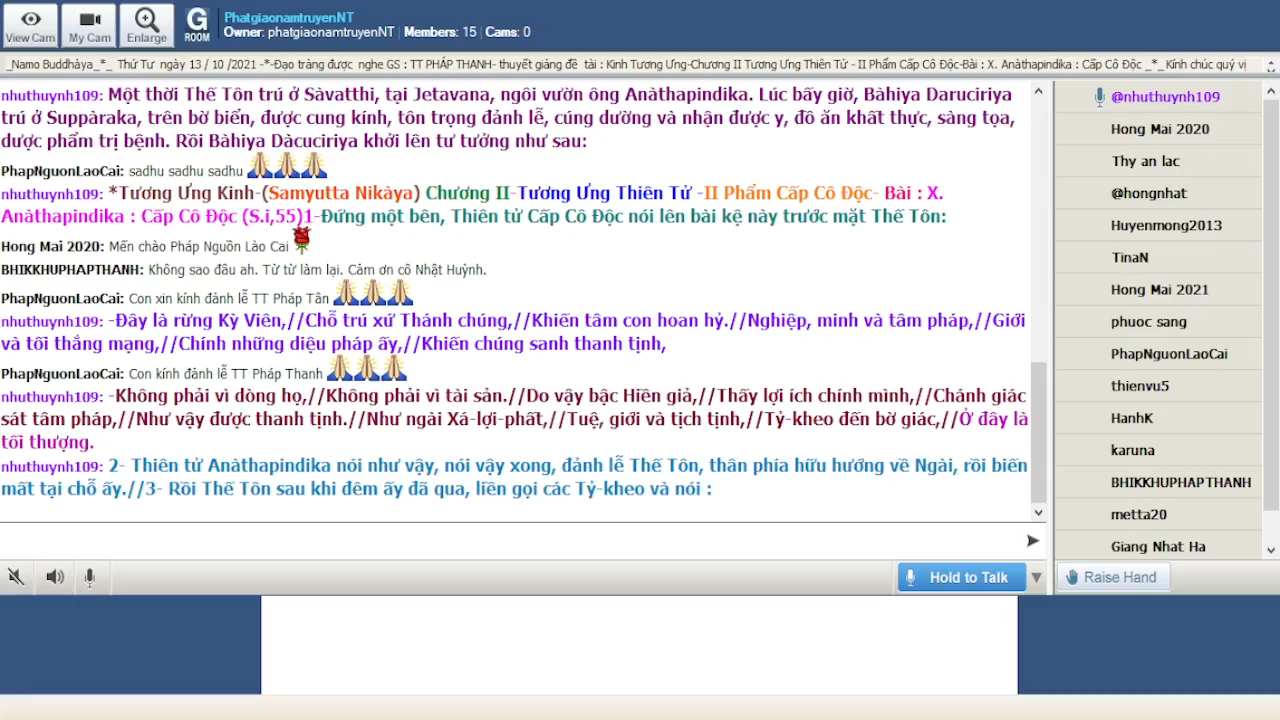 View Cam
My Cam
Enlarge
G
ROOM
PhatgiaonamtruyenNT
Owner: phatgiaonamtruyenNT | Members: 15 | Cams: 0
_Namo Buddhàya_*_ Thứ Tư ngày 13 / 10 /2021 -*-Đạo tràng được nghe GS : TT PHÁP THANH- thuyết giảng đề tài : Kinh Tương Ưng-Chương II Tương Ưng Thiên Tử - II Phẩm Cấp Cô Độc-Bài : X. Anàthapindika : Cấp Cô Độc _*_Kính chúc quý vị
nhuthuynh109: Một thời Thế Tôn trú ở Sàvatthi, tại Jetavana, ngôi vườn ông Anàthapindika. Lúc bấy giờ, Bàhiya Daruciriya
trú ở Suppàraka, trên bờ biển, được cung kính, tôn trọng đảnh lễ, cúng dường và nhận được y, đồ ăn khất thực, sàng tọa,
dược phẩm trị bệnh. Rồi Bàhiya Dàcuciriya khởi lên tư tưởng như sau:
PhapNguonLaoCai: sadhu sadhu sadhu
nhuthuynh109: *Tương Ưng Kinh-(Samyutta Nikàya) Chương II-Tương Ưng Thiên Tử -II Phẩm Cấp Cô Độc- Bài : X.
Anàthapindika : Cấp Cô Độc (S.i,55)1-Đứng một bên, Thiên tử Cấp Cô Độc nói lên bài kệ này trước mặt Thế Tôn:
Hong Mai 2020: Mến chào Pháp Nguồn Lào Cai
BHIKKHUPHAPTHANH: Không sao đâu ah. Từ từ làm lại. Cảm ơn cô Nhật Huỳnh.
PhapNguonLaoCai: Con xin kính đảnh lễ TT Pháp Tân
nhuthuynh109: -Đây là rừng Kỳ Viên,//Chỗ trú xứ Thánh chúng,//Khiến tâm con hoan hỷ.//Nghiệp, minh và tâm pháp,//Giới
và tối thắng mạng,//Chính những diệu pháp ấy,//Khiến chúng sanh thanh tịnh,
PhapNguonLaoCai: Con kính đảnh lễ TT Pháp Thanh
nhuthuynh109: -Không phải vì dòng họ,//Không phải vì tài sản.//Do vậy bậc Hiền giả,//Thấy lợi ích chính mình,//Chánh giác
sát tâm pháp,//Như vậy được thanh tịnh.//Như ngài Xá-lợi-phất,//Tuệ, giới và tịch tịnh,//Tỷ-kheo đến bờ giác,//Ở đây là
tối thượng.
nhuthuynh109: 2- Thiên tử Anàthapindika nói như vậy, nói vậy xong, đảnh lễ Thế Tôn, thân phía hữu hướng về Ngài, rồi biến
mất tại chỗ ấy.//3- Rồi Thế Tôn sau khi đêm ấy đã qua, liền gọi các Tỷ-kheo và nói :
Hold to Talk
@nhuthuynh109
Hong Mai 2020
Thy an lac
@hongnhat
Huyenmong2013
TinaN
Hong Mai 2021
phuoc sang
PhapNguonLaoCai
thienvu5
HanhK
karuna
BHIKKHUPHAPTHANH
metta20
Giang Nhat Ha
Raise Hand